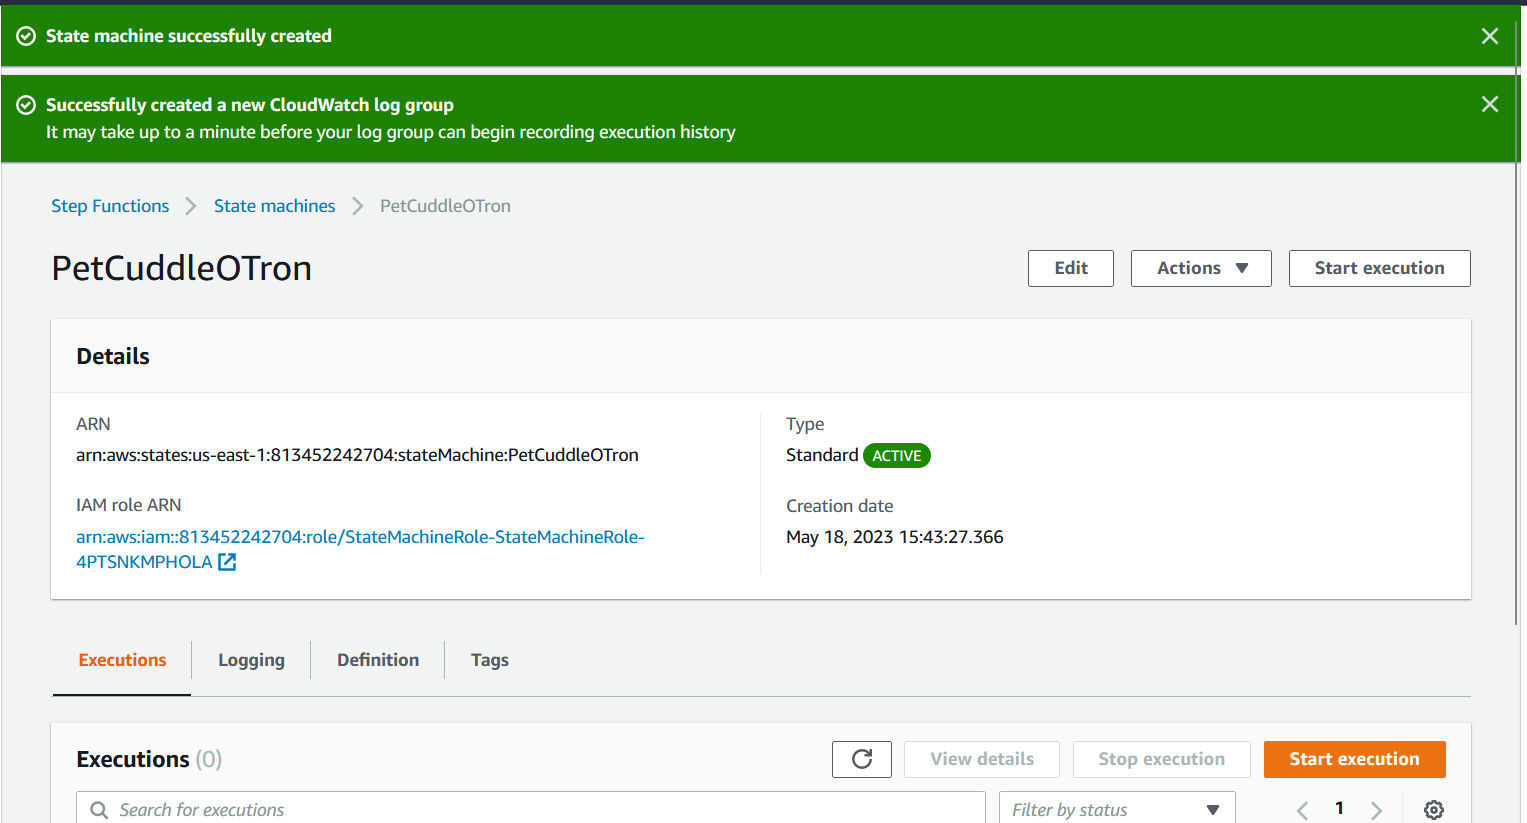 State machine successfully created
Successfully created a new CloudWatch log group
It may take up to a minute before your log group can begin recording execution history
Step Functions
State machines
PetCuddleOTron
PetCuddleOTron
Edit
Actions
Start execution
Details
ARN
arn:aws:states:us-east-1:813452242704:stateMachine:PetCuddleOTron
IAM role ARN
arn:aws:iam::813452242704:role/StateMachineRole-StateMachineRole-
4PTSNKMPHOLA
Type
Standard ACTIVE
Creation date
May 18, 2023 15:43:27.366
Executions
Logging
Definition
Tags
Executions (0)
View details
Stop execution
Start execution
Search for executions
Filter by status
1